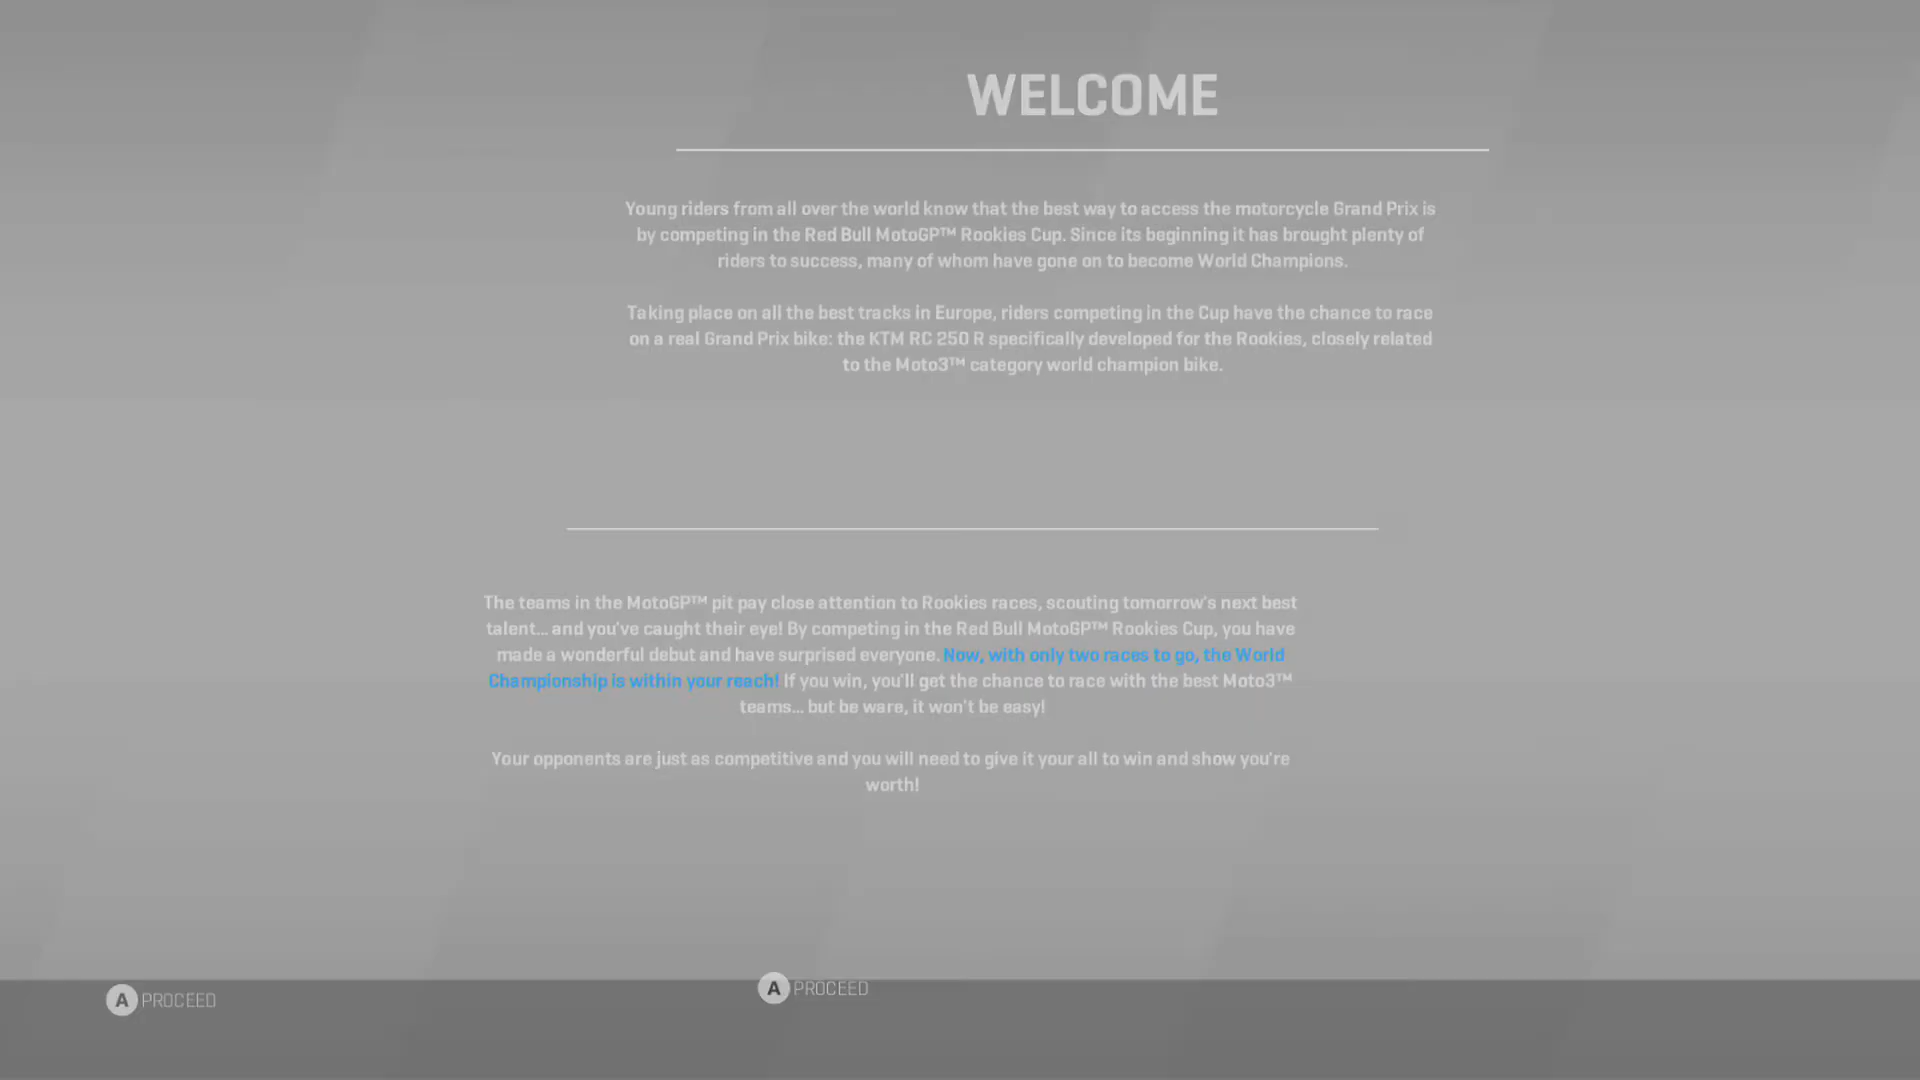 WELCOME
Young riders from all over the world know that the best way to access the motorcycle Grand Prix is
by competing in the Red Bull MotoGP™ Rookies Cup. Since its beginning it has brought plenty of
riders to success, many of whom have gone on to become World Champions.
Taking place on all the best tracks in Europe, riders competing in the Cup have the chance to race
on a real Grand Prix bike: the KTM RC 250 R specifically developed for the Rookies, closely related
to the Moto3™ category world champion bike.
The teams in the MotoGP™ pit pay close attention to Rookies races, scouting tomorrow's next best
talent... and you've caught their eye! By competing in the Red Bull MotoGP™ Rookies Cup, you have
made a wonderful debut and have surprised everyone. Now, with only two races to go, the World
Championship is within your reach! If you win, you'll get the chance to race with the best Moto3™
teams... but be ware, it won't be easy!
Your opponents are just as competitive and you will need to give it your all to win and show you're
worth!
A PROCEED
A PROCEED